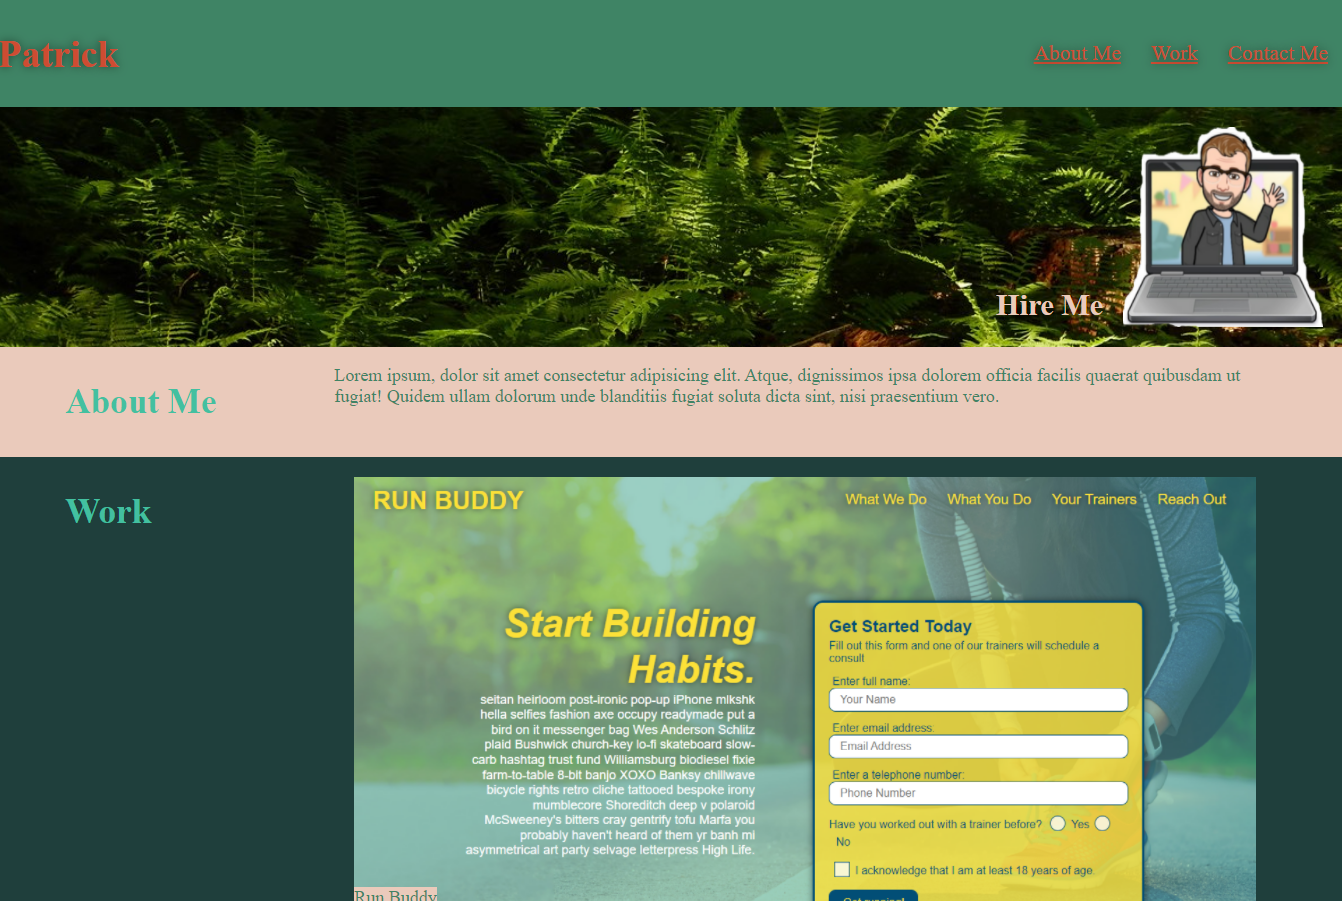 Patrick
About Me Work Contact Me
Hire Me
About Me
Lorem ipsum, dolor sit amet consectetur adipisicing elit. Atque, dignissimos ipsa dolorem officia facilis quaerat quibusdam ut
fugiat! Quidem ullam dolorum unde blanditiis fugiat soluta dicta sint, nisi praesentium vero.
Work
RUN BUDDY
What We Do What You Do Your Trainers Reach Out
Start Building
Habits.
seitan heirloom post-ironic pop-up iPhone mlkshk
hella selfies fashion axe occupy readymade put a
bird on it messenger bag Wes Anderson Schlitz
plaid Bushwick church-key lo-fi skateboard slow-
carb hashtag trust fund Williamsburg biodiesel fixie
farm-to-table 8-bit banjo XOXO Banksy chillwave
bicycle rights retro cliche tattooed bespoke irony
mumblecore Shoreditch deep v polaroid
McSweeney's bitters cray gentrify tofu Marfa you
probably haven't heard of them yr banh mi
asymmetrical art party selvage letterpress High Life.
Get Started Today
Fill out this form and one of our trainers will schedule a
consult
Enter full name:
Your Name
Enter email address:
Email Address
Enter a telephone number:
Phone Number
Have you worked out with a trainer before? Yes
No
I acknowledge that I am at least 18 years of age.
Run Buddy